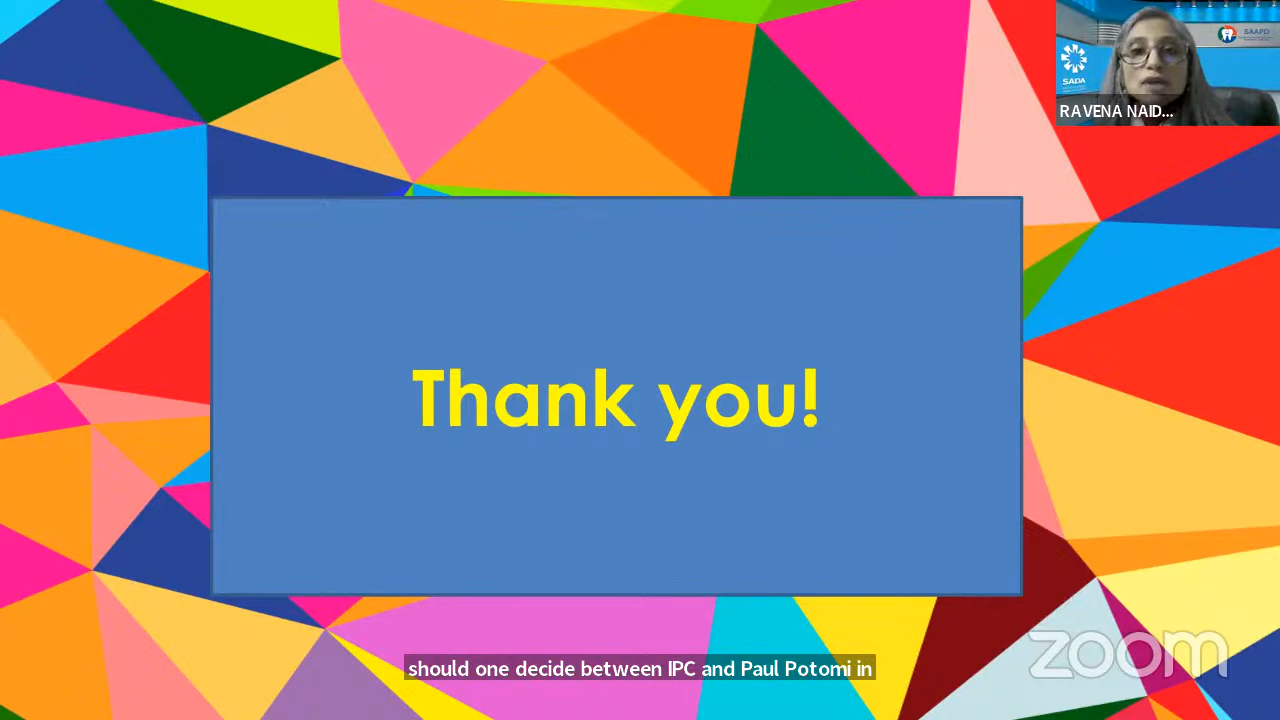 SAAPD
SADA
RAVENA NAID...
Thank you!
zoom
should one decide between IPC and Paul Potomi in